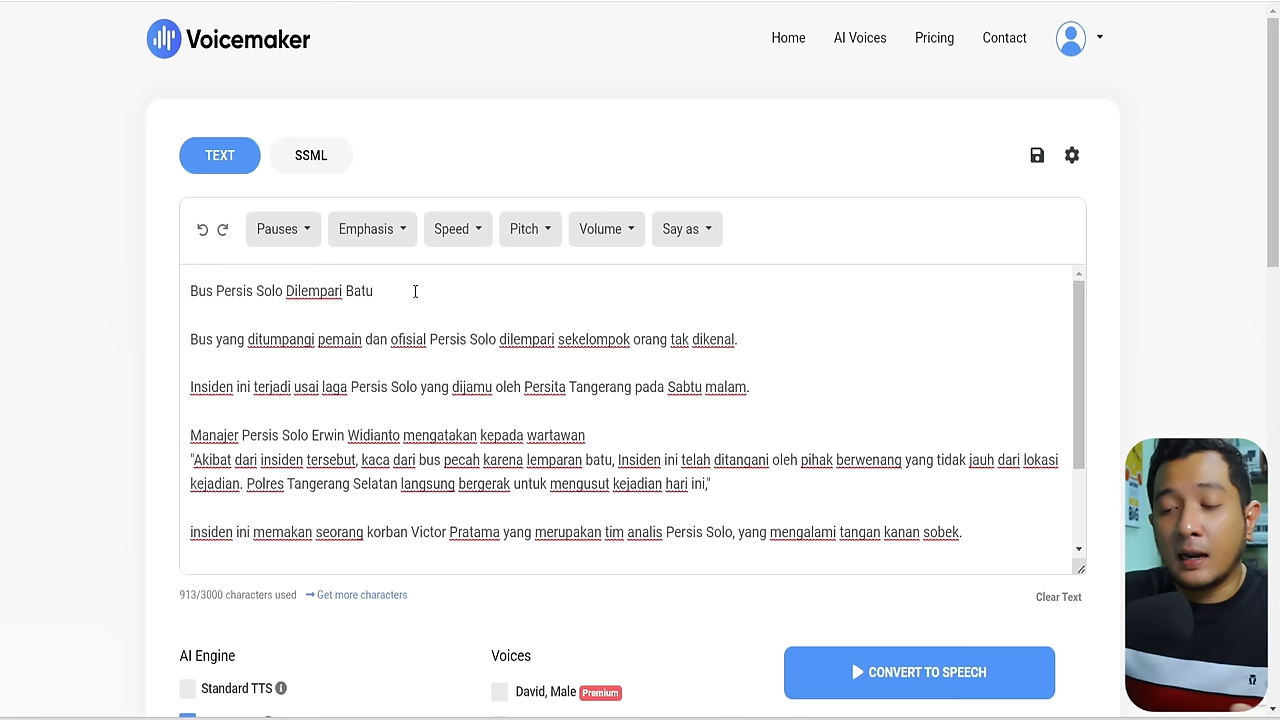 Voicemaker
Home AI Voices Pricing Contact
TEXT SSML
Pauses Emphasis Speed Pitch Volume Say as
Bus Persis Solo Dilempari Batu
Bus yang ditumpangi pemain dan ofisial Persis Solo dilempari sekelompok orang tak dikenal.
Insiden ini terjadi usai laga Persis Solo yang dijamu oleh Persita Tangerang pada Sabtu malam.
Manajer Persis Solo Erwin Widianto mengatakan kepada wartawan
"Akibat dari insiden tersebut, kaca dari bus pecah karena lemparan batu, Insiden ini telah ditangani oleh pihak berwenang yang tidak jauh dari lokasi
kejadian. Polres Tangerang Selatan langsung bergerak untuk mengusut kejadian hari ini,"
insiden ini memakan seorang korban Victor Pratama yang merupakan tim analis Persis Solo, yang mengalami tangan kanan sobek.
913/3000 characters used Get more characters Clear Text
AI Engine Voices CONVERT TO SPEECH
Standard TTS David, Male Premium